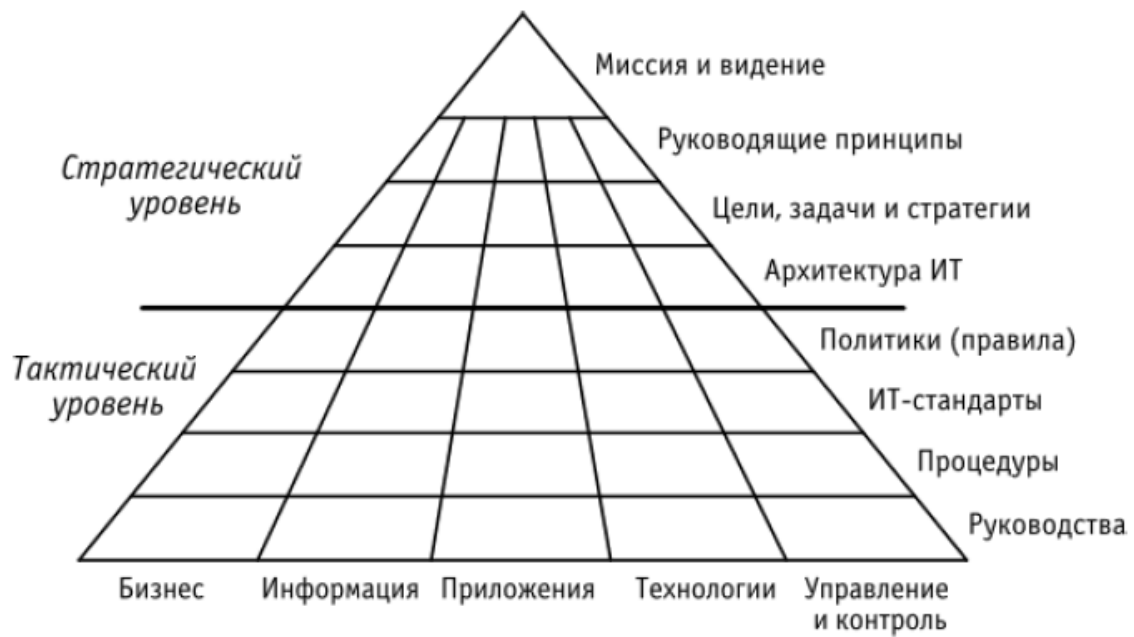 Миссия и видение
Руководящие принципы
Стратегический
уровень
Цели, задачи и стратегии
Архитектура ИТ
Политики (правила)
Тактический
уровень
ИТ-стандарты
Процедуры
Руководства
Бизнес
Информация
Приложения
Технологии
Управление
и контроль